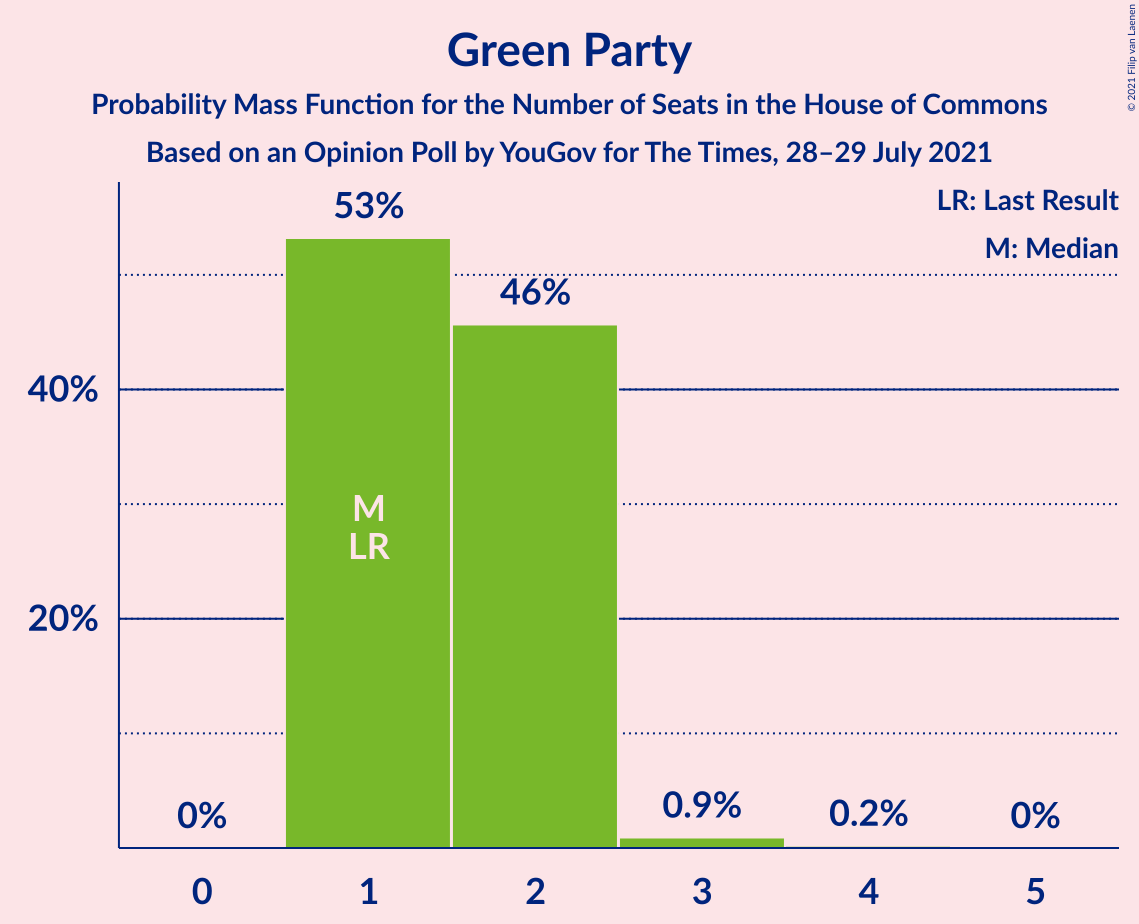 Green Party
Probability Mass Function for the Number of Seats in the House of Commons
Based on an Opinion Poll by YouGov for The Times, 28–29 July 2021
© 2021 Filip van Laenen
LR: Last Result
M: Median
53%
46%
40%
M
LR
20%
0%
0.9%
0.2%
0%
0
1
2
3
4
5